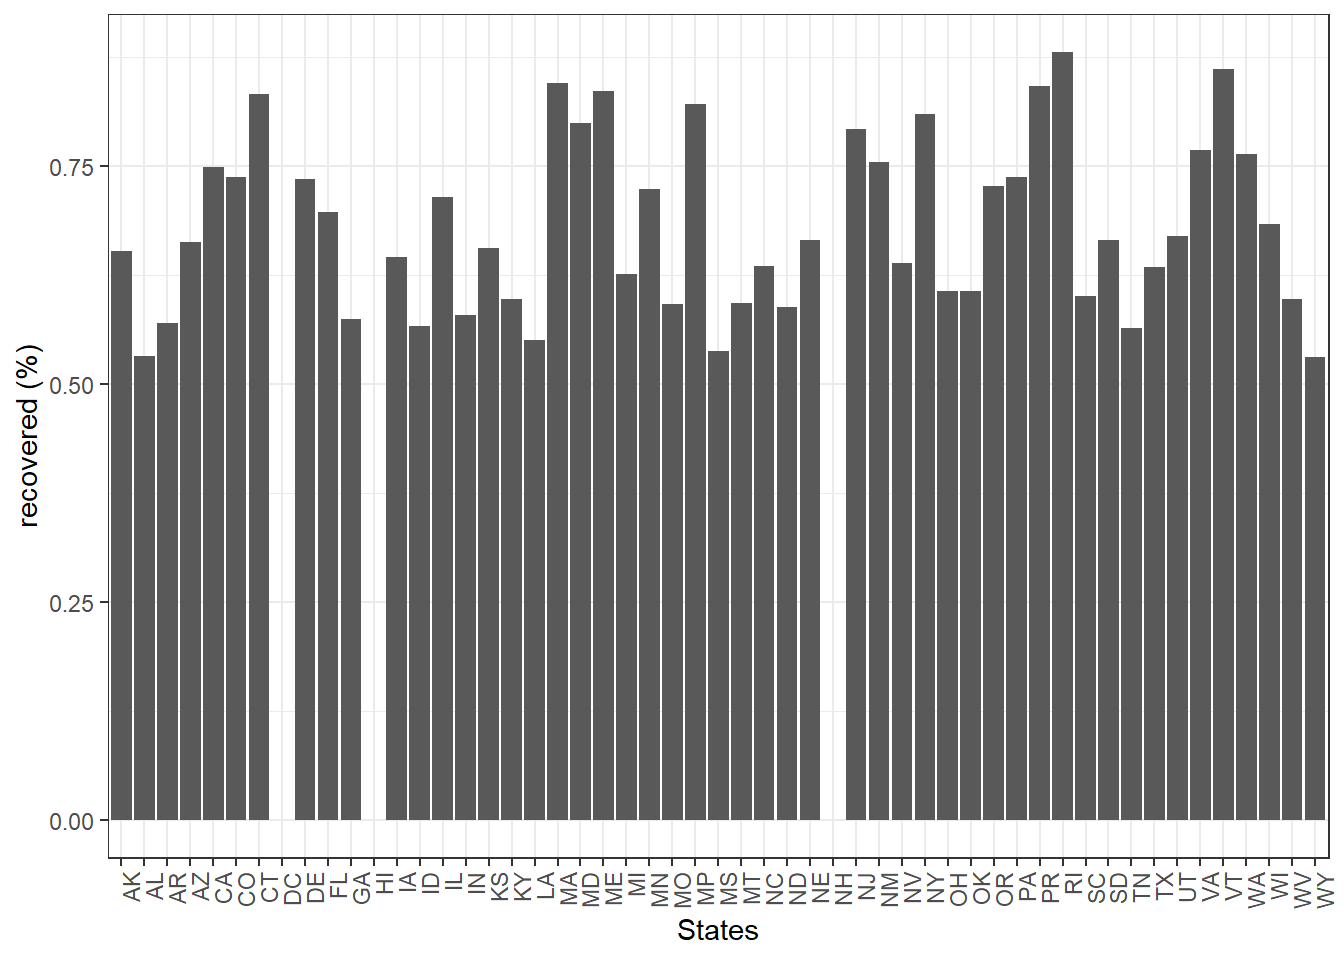 recovered (%)
0.75
0.50
0.25
0.00
AK AL AR AZ CA CO CT DC DE FL GA HI IA ID IL IN KS KY LA MA MD ME MI MN MO MP MS MT NC ND NE NH NJ NM NV NY OH OK OR PA PR RI SC SD TN TX UT VA VT WA WI WV WY
States